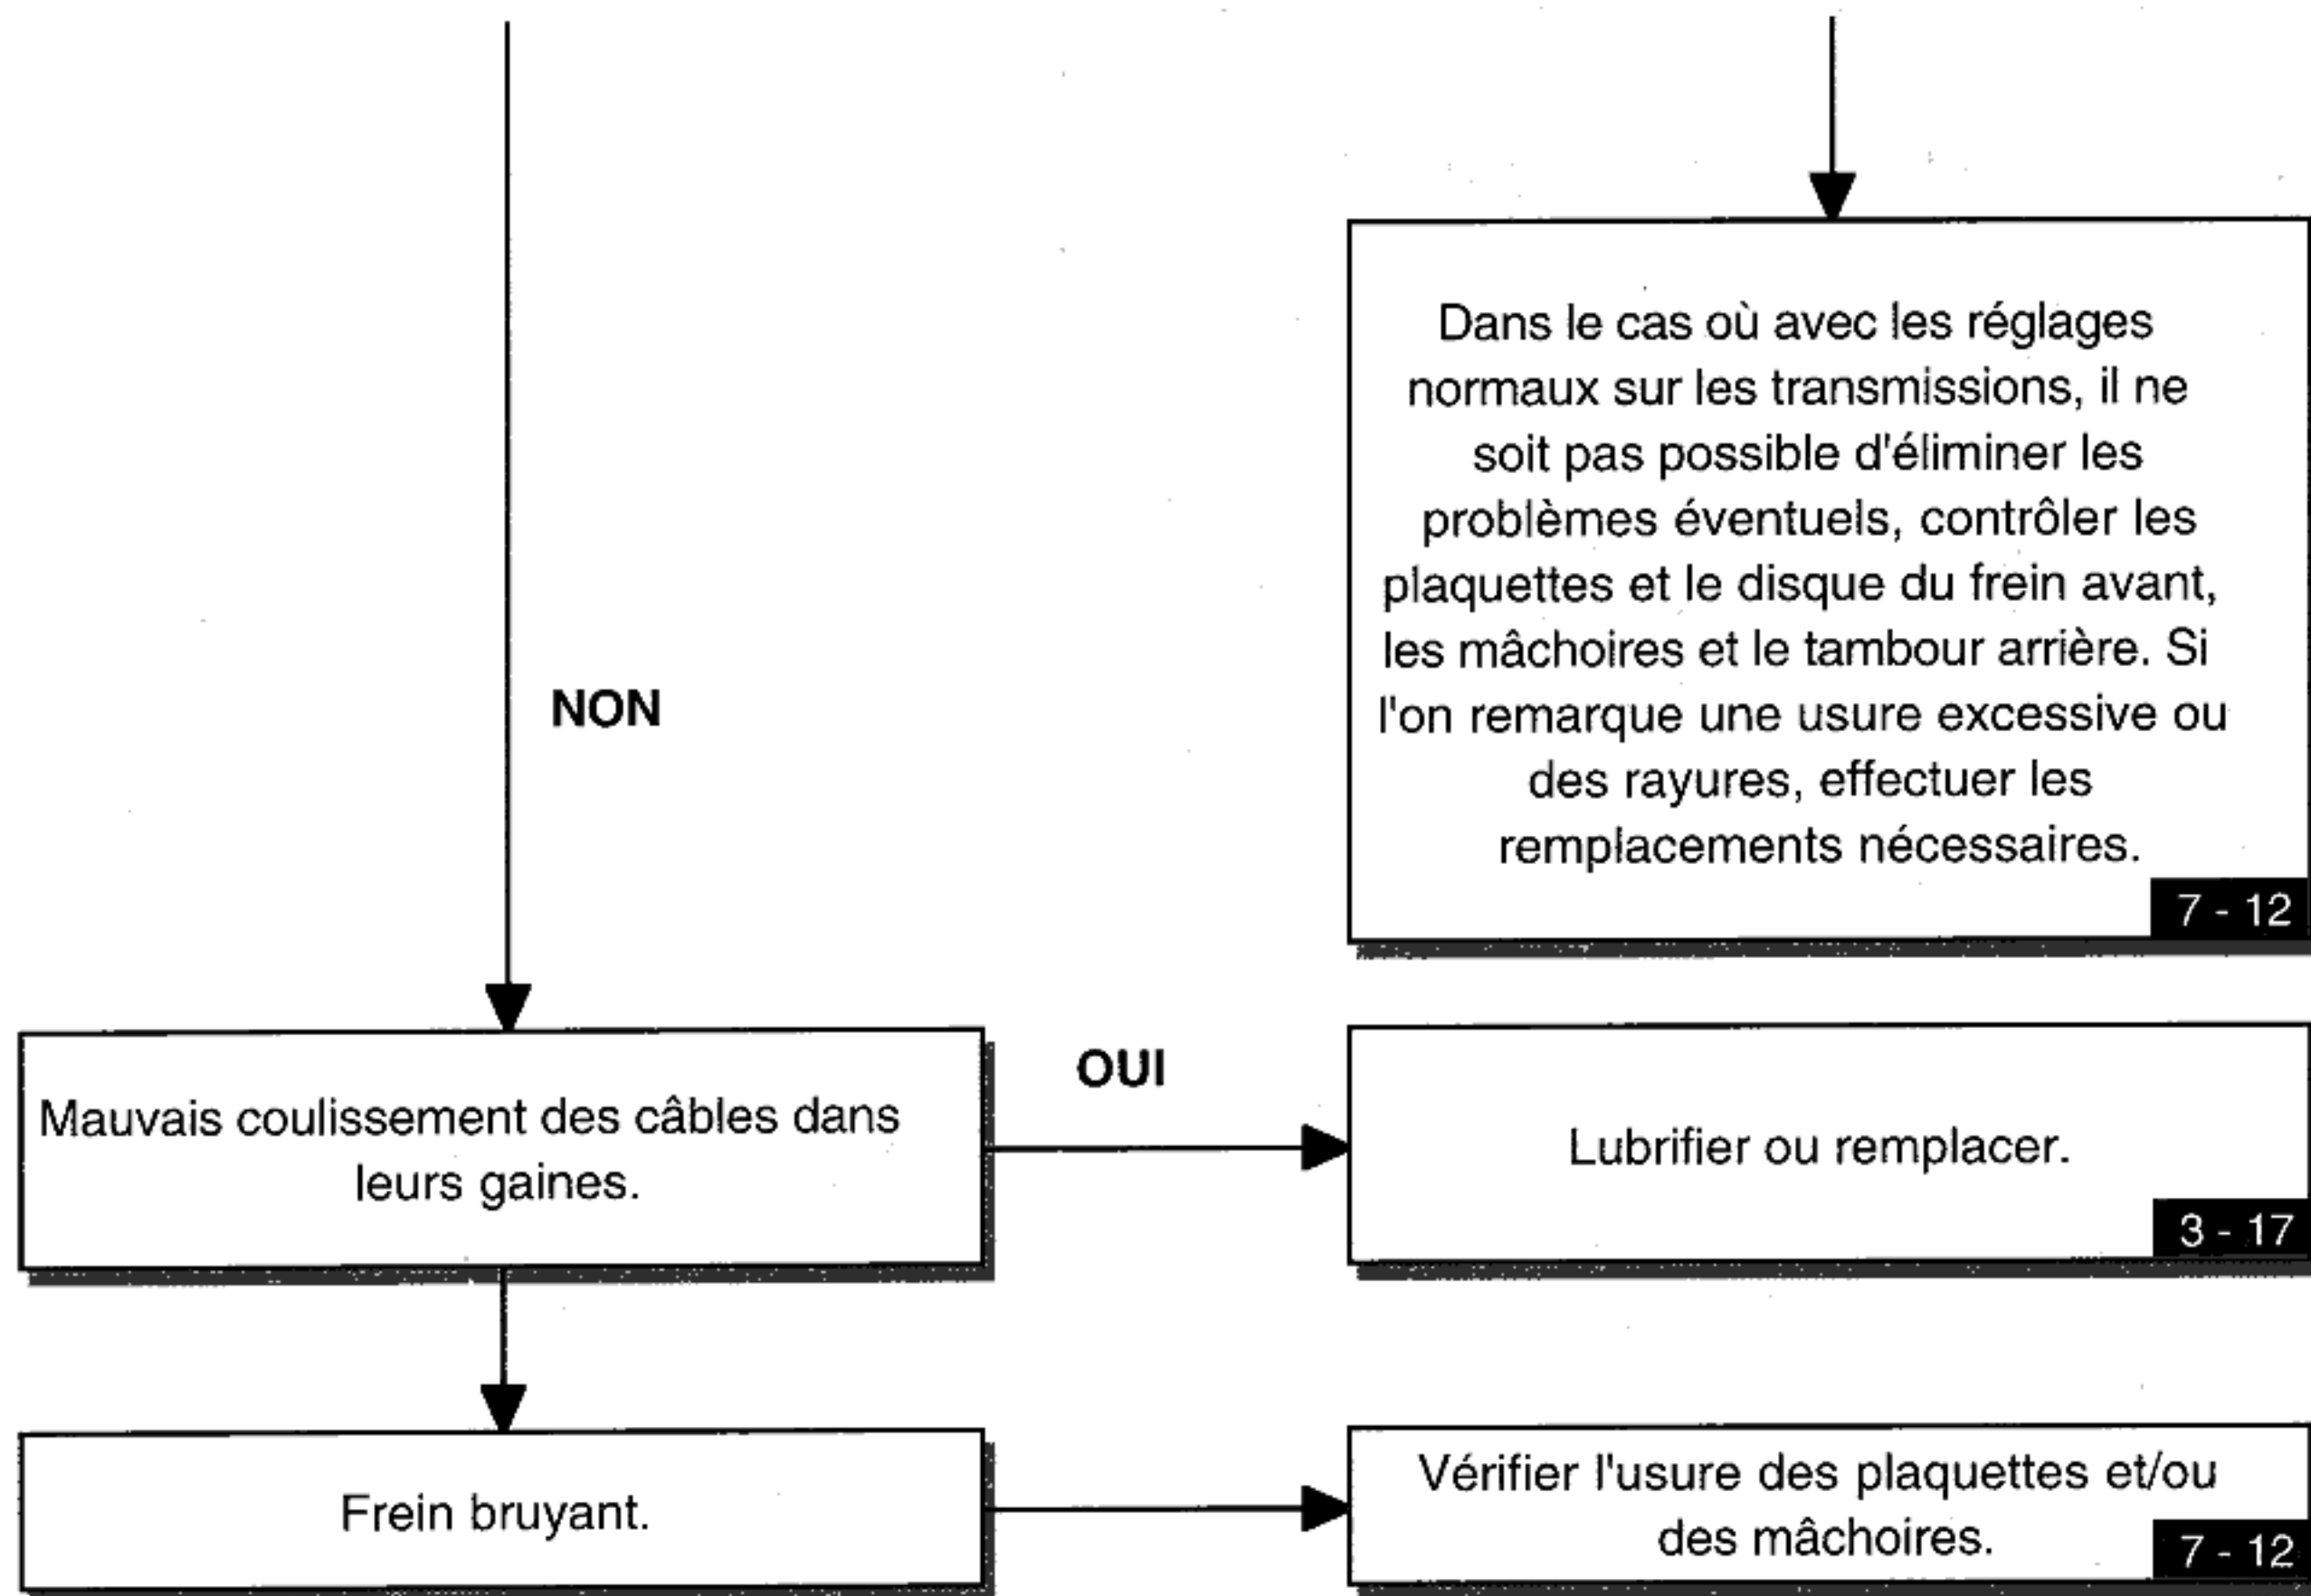 Dans le cas où avec les réglages
normaux sur les transmissions, il ne
soit pas possible d'éliminer les
problèmes éventuels, contrôler les
plaquettes et le disque du frein avant,
les mâchoires et le tambour arrière. Si
l'on remarque une usure excessive ou
des rayures, effectuer les
remplacements nécessaires.
7 - 12
NON
Mauvais coulissement des câbles dans
leurs gaines.
OUI
Lubrifier ou remplacer.
3 - 17
Frein bruyant.
Vérifier l'usure des plaquettes et/ou
des mâchoires.
7 - 12